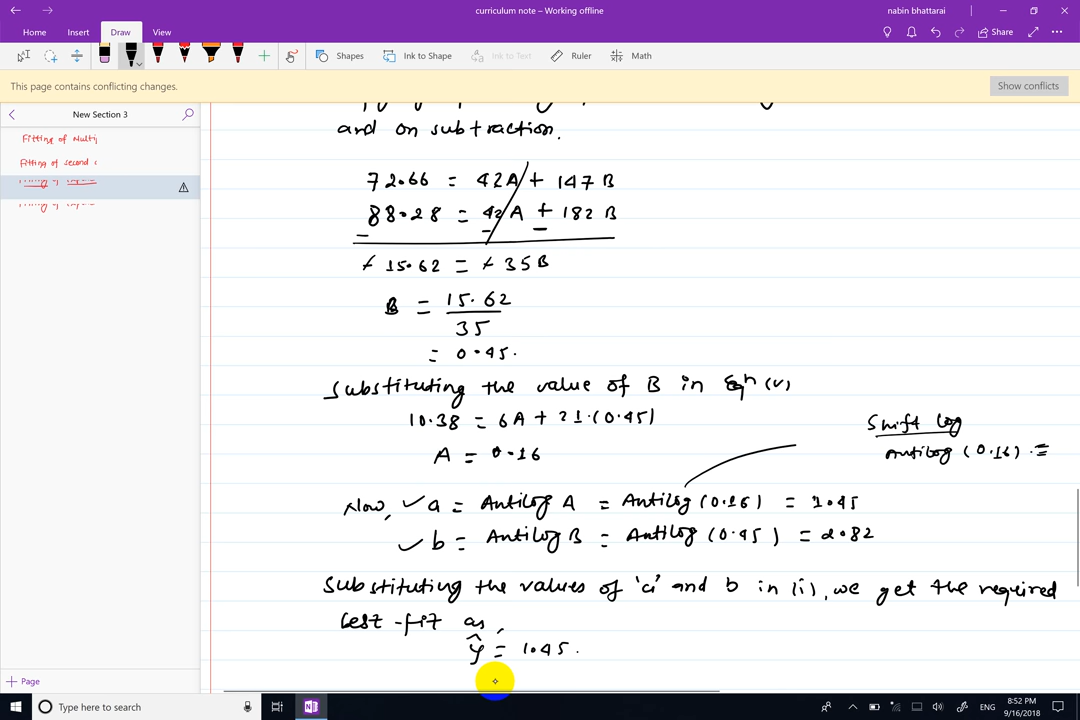 curriculum note – Working offline
nabin bhattarai
Home Insert Draw View
Share
Shapes Ink to Shape Ink to Text Ruler Math
This page contains conflicting changes.
Show conflicts
New Section 3
Fitting of Multip
Fitting of second c
and on subtraction.
72.66 = 42A + 147 B
88.28 = 42A + 182 B
- - -
- 15.62 = - 35B
B = 15.62
35
= 0.45.
Substituting the value of B in Eqn (v)
10.38 = 6A + 21.(0.45)
A = 0.16
Shift log
Antilog (0.16) =
Now, ✓ a = Antilog A = Antilog (0.16) = 1.45
✓ b = Antilog B = Antilog (0.45) = 2.82
Substituting the values of 'a' and b in (i), we get the required
best-fit as,
ŷ = 1.45.
Page
Type here to search
ENG
8:52 PM
9/16/2018